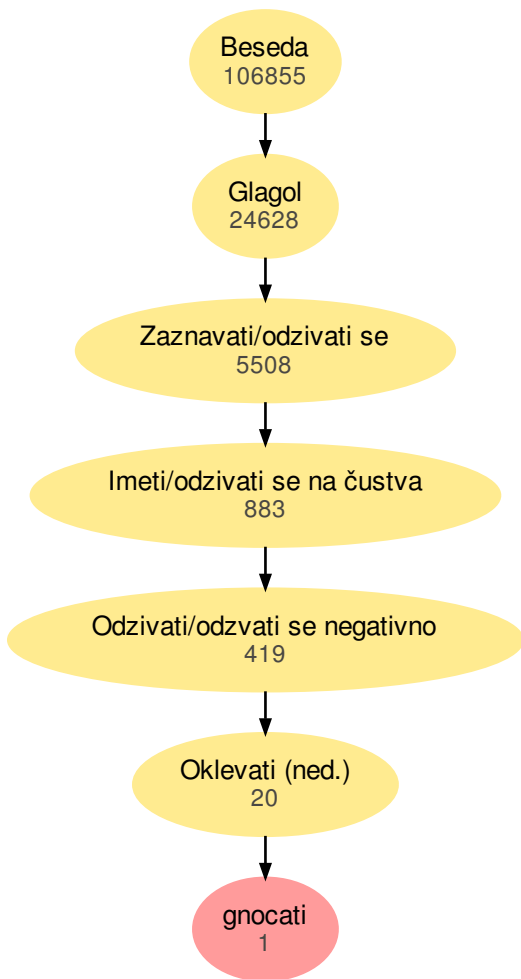 Beseda
106855
Glagol
24628
Zaznavati/odzivati se
5508
Imeti/odzivati se na čustva
883
Odzivati/odzvati se negativno
419
Oklevati (ned.)
20
gnocati
1